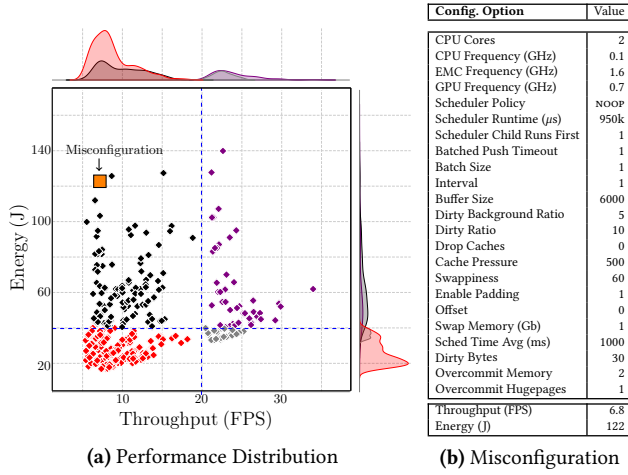 Misconfiguration
140
100
60
20
Energy (J)
10
20
30
Throughput (FPS)
(a) Performance Distribution
Config. Option Value
CPU Cores 2
CPU Frequency (GHz) 0.1
EMC Frequency (GHz) 1.6
GPU Frequency (GHz) 0.7
Scheduler Policy NOOP
Scheduler Runtime (μs) 950k
Scheduler Child Runs First 1
Batched Push Timeout 1
Batch Size 1
Interval 1
Buffer Size 6000
Dirty Background Ratio 5
Dirty Ratio 10
Drop Caches 0
Cache Pressure 500
Swappiness 60
Enable Padding 1
Offset 0
Swap Memory (Gb) 1
Sched Time Avg (ms) 1000
Dirty Bytes 30
Overcommit Memory 2
Overcommit Hugepages 1
Throughput (FPS) 6.8
Energy (J) 122
(b) Misconfiguration